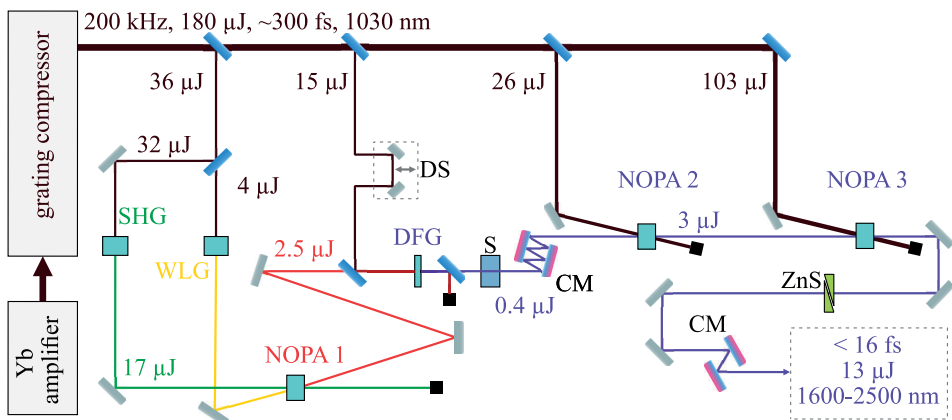 200 kHz, 180 µJ, ~300 fs, 1030 nm
grating compressor
Yb
amplifier
36 µJ
15 µJ
26 µJ
103 µJ
32 µJ
4 µJ
DS
SHG
WLG
NOPA 2
NOPA 3
3 µJ
2.5 µJ
DFG
S
CM
0.4 µJ
ZnS
CM
17 µJ
NOPA 1
< 16 fs
13 µJ
1600-2500 nm